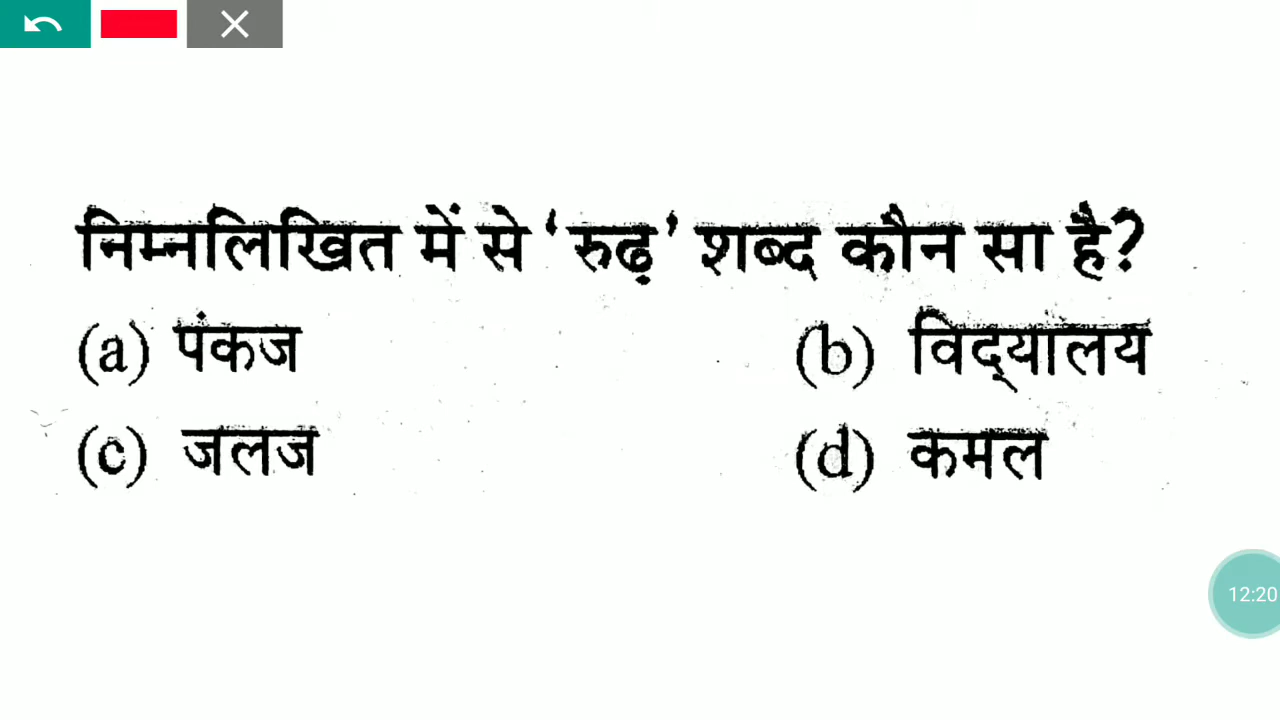 निम्नलिखित में से ‘रुढ़’ शब्द कौन सा है?
(a) पंकज (b) विद्‌यालय
(c) जलज (d) कमल
12:20